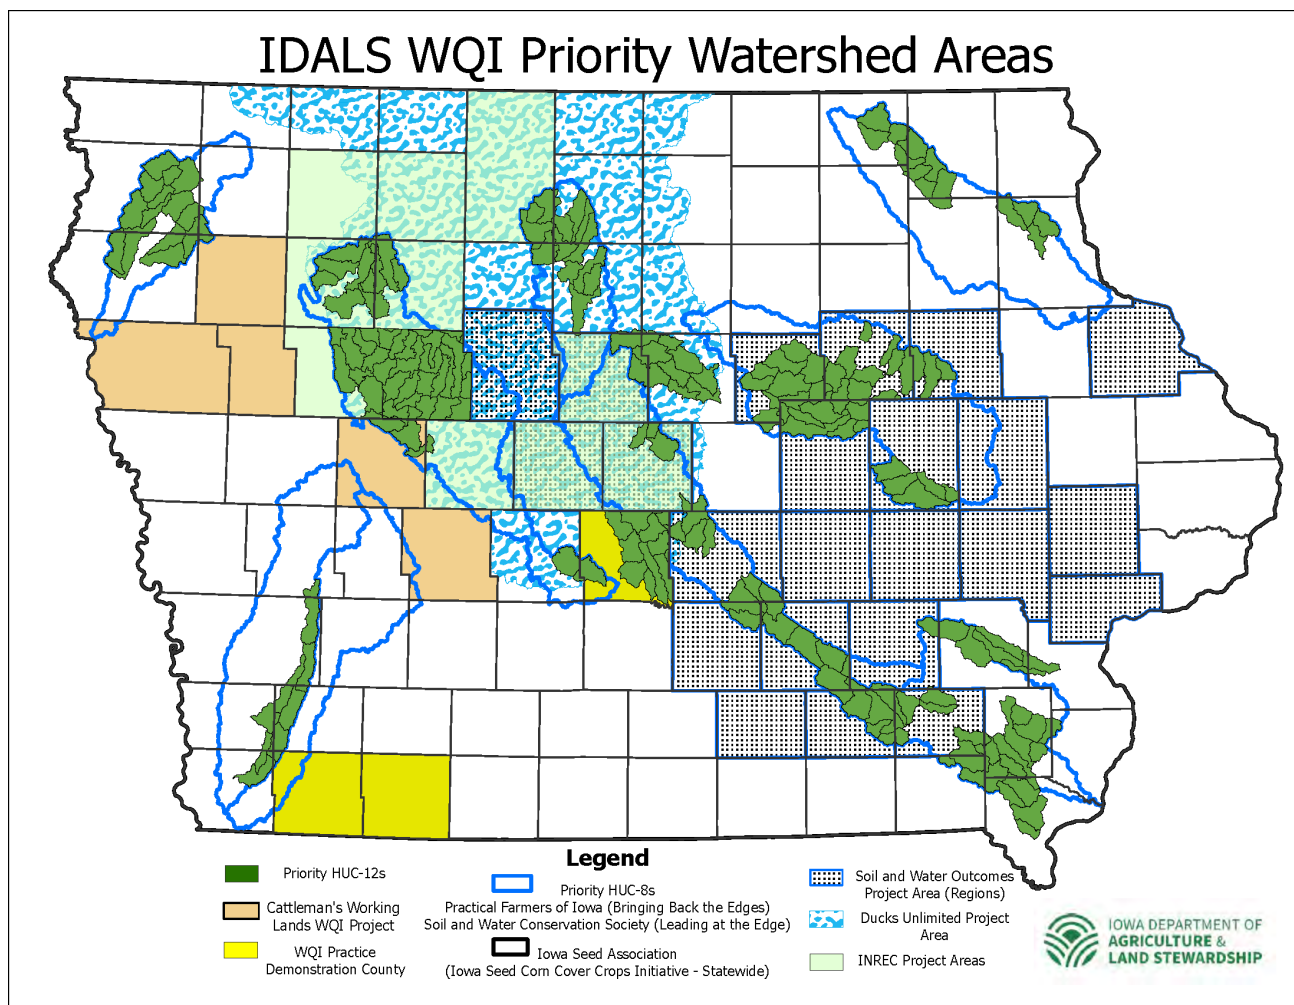 IDALS WQI Priority Watershed Areas
Legend
Priority HUC-12s
Cattleman's Working
Lands WQI Project
WQI Practice
Demonstration County
Priority HUC-8s
Practical Farmers of Iowa (Bringing Back the Edges)
Soil and Water Conservation Society (Leading at the Edge)
Iowa Seed Association
(Iowa Seed Corn Cover Crops Initiative - Statewide)
Soil and Water Outcomes
Project Area (Regions)
Ducks Unlimited Project
Area
INREC Project Areas
IOWA DEPARTMENT OF
AGRICULTURE &
LAND STEWARDSHIP